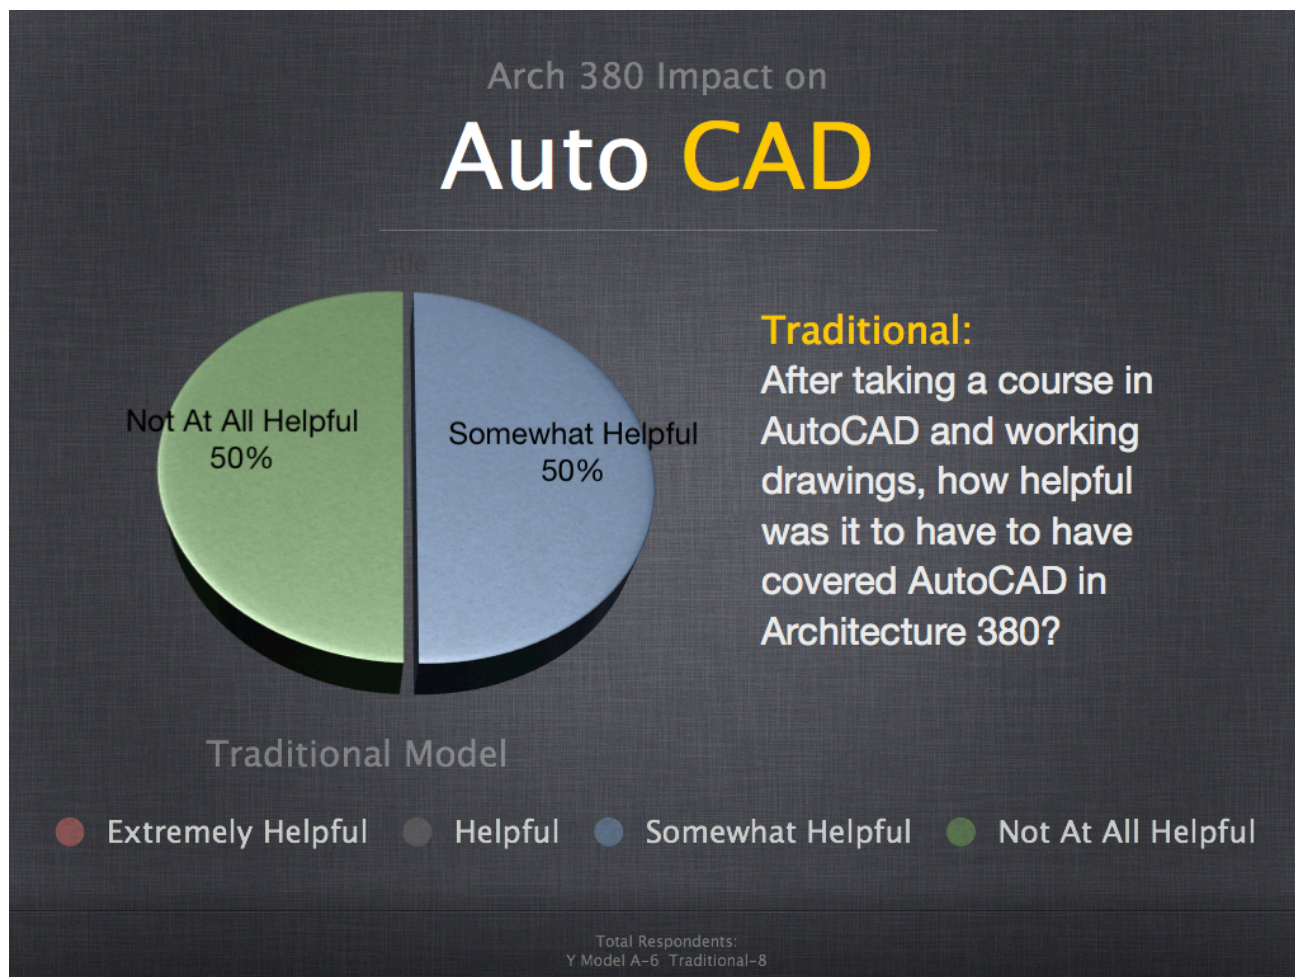 Arch 380 Impact on
Auto CAD
Title
Not At All Helpful
50%
Somewhat Helpful
50%
Traditional:
After taking a course in
AutoCAD and working
drawings, how helpful
was it to have to have
covered AutoCAD in
Architecture 380?
Traditional Model
Extremely Helpful Helpful Somewhat Helpful Not At All Helpful
Total Respondents:
Y Model A-6 Traditional-8